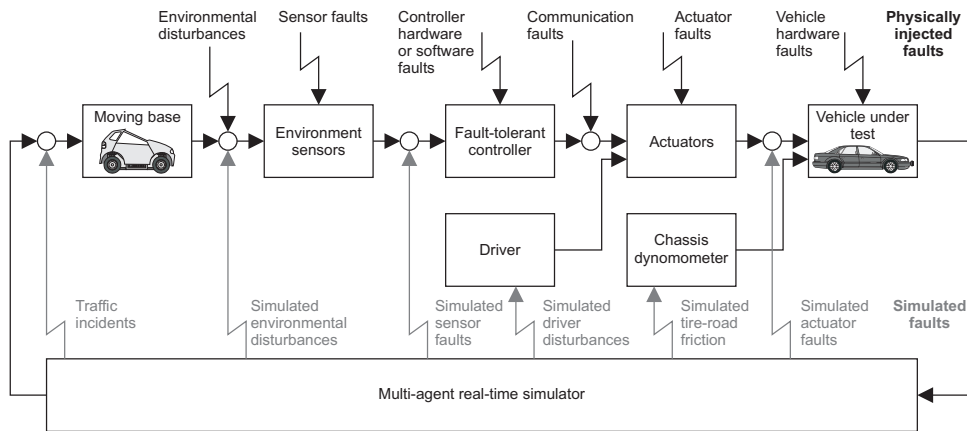 Environmental
disturbances
Sensor faults
Controller
hardware
or software
faults
Communication
faults
Actuator
faults
Vehicle
hardware
faults
Physically
injected
faults
Moving base
Environment
sensors
Fault-tolerant
controller
Actuators
Vehicle under
test
Driver
Chassis
dynomometer
Traffic
incidents
Simulated
environmental
disturbances
Simulated
sensor
faults
Simulated
driver
disturbances
Simulated
tire-road
friction
Simulated
actuator
faults
Simulated
faults
Multi-agent real-time simulator